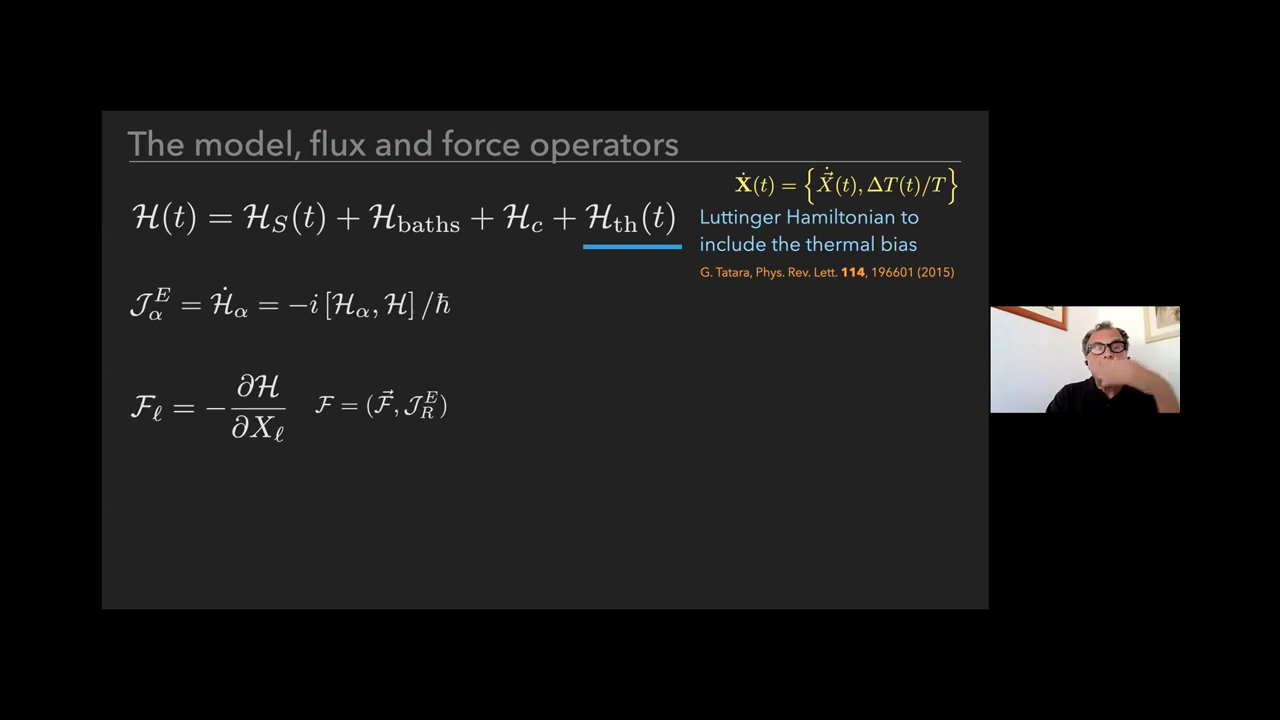 The model, flux and force operators
𝓗(t) = 𝓗_S(t) + 𝓗_baths + 𝓗_c + 𝓗_th(t)
Ẋ(t) = {Ẋ⃗(t), ΔT(t)/T}
Luttinger Hamiltonian to
include the thermal bias
G. Tatara, Phys. Rev. Lett. 114, 196601 (2015)
𝓙_α^E = 𝓗̇_α = −i [𝓗_α, 𝓗] /ħ
𝓕_ℓ = −∂𝓗/∂X_ℓ 𝓕 = (𝓕⃗, 𝓙_R^E)